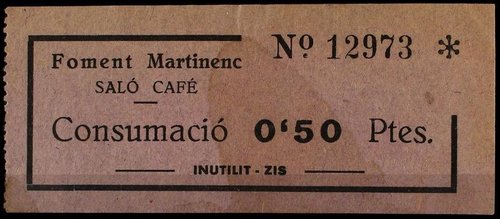 Foment Martinenc Nº 12973 *
SALÓ CAFÉ
Consumació 0'50 Ptes.
INUTILIT-ZIS